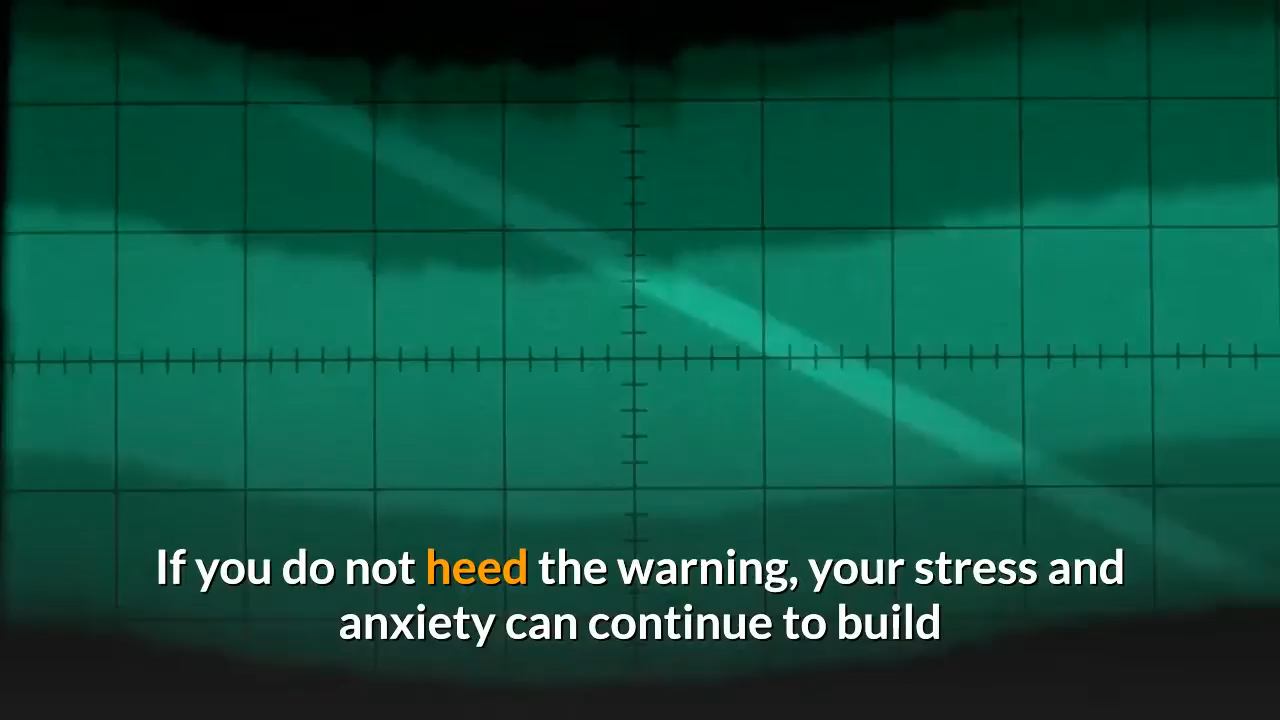 If you do not heed the warning, your stress and
anxiety can continue to build